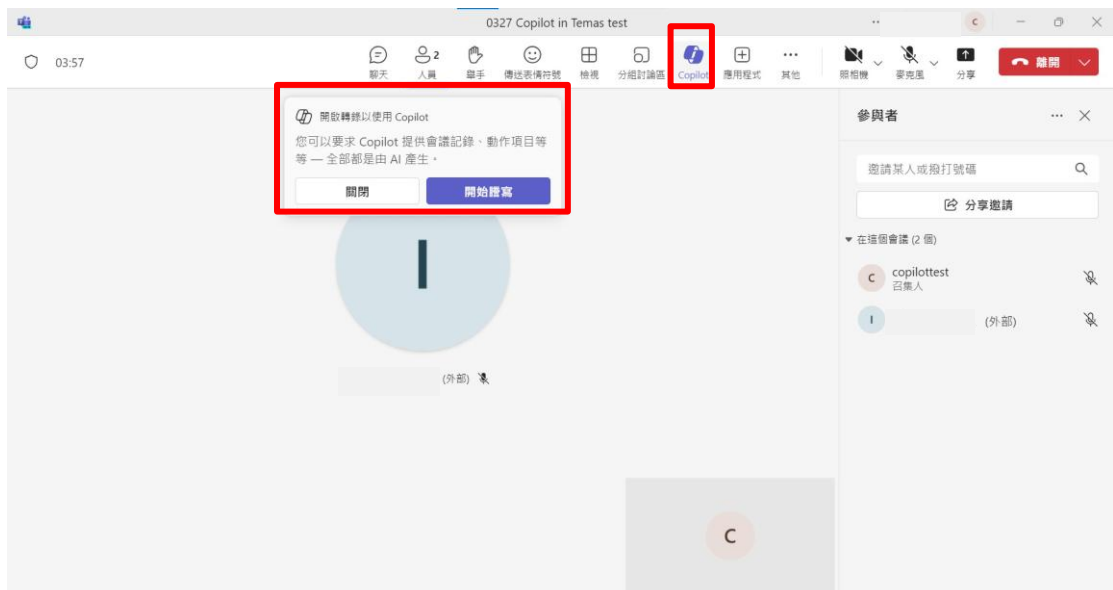 0327 Copilot in Temas test
C
03:57
聊天
2
人員
舉手
傳送表情符號
檢視
分組討論區
Copilot
應用程式
其他
照相機
麥克風
分享
離開
開啟轉錄以使用 Copilot
您可以要求 Copilot 提供會議記錄、動作項目等
等 — 全部都是由 AI 產生。
關閉
開始謄寫
I
(外部)
C
參與者
邀請某人或撥打號碼
分享邀請
在這個會議 (2 個)
C
copilottest
召集人
I
(外部)